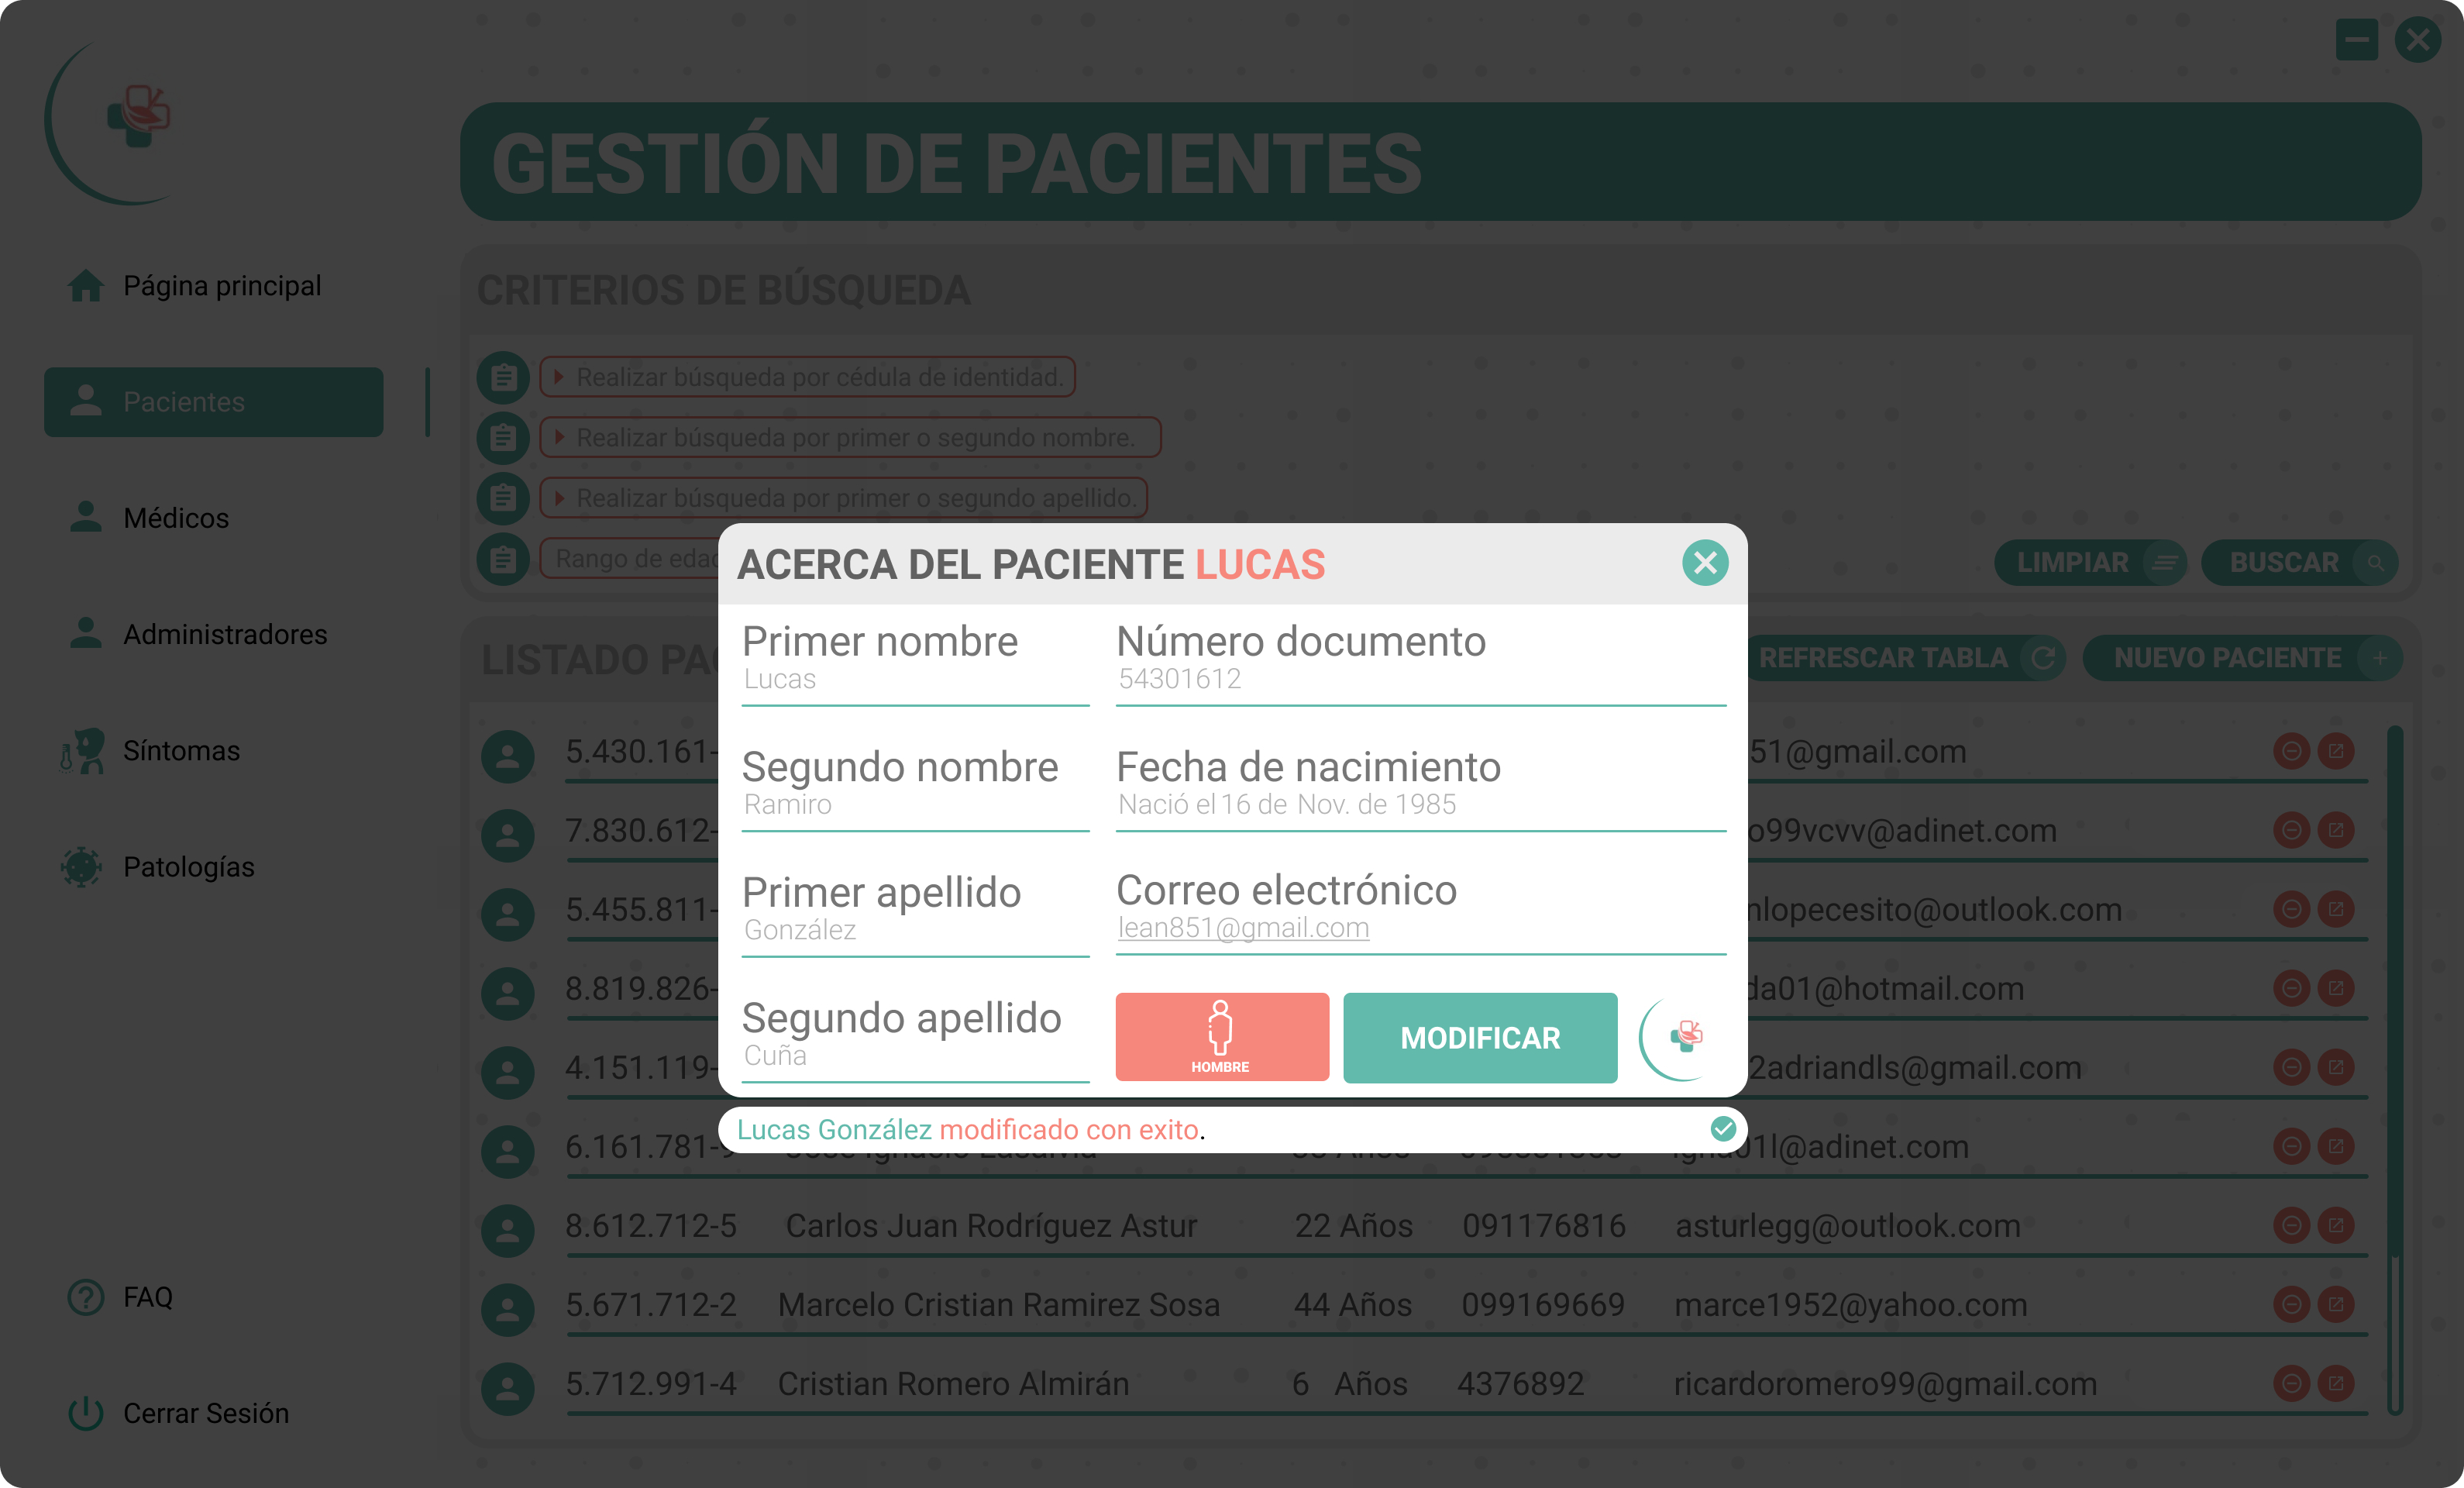 GESTIÓN DE PACIENTES
Página principal
Pacientes
Médicos
Administradores
Síntomas
Patologías
FAQ
Cerrar Sesión
CRITERIOS DE BÚSQUEDA
Realizar búsqueda por cédula de identidad.
Realizar búsqueda por primer o segundo nombre.
Realizar búsqueda por primer o segundo apellido.
Rango de edad
LIMPIAR
BUSCAR
LISTADO
REFRESCAR TABLA
NUEVO PACIENTE
ACERCA DEL PACIENTE LUCAS
Primer nombre
Lucas
Número documento
54301612
Segundo nombre
Ramiro
Fecha de nacimiento
Nació el 16 de Nov. de 1985
Primer apellido
González
Correo electrónico
lean851@gmail.com
Segundo apellido
Cuña
HOMBRE
MODIFICAR
Lucas González modificado con exito.
5.430.161- 51@gmail.com
7.830.612- o99vcvv@adinet.com
5.455.811- nlopecesito@outlook.com
8.819.826- da01@hotmail.com
4.151.119- 2adriandls@gmail.com
6.161.781- 01l@adinet.com
8.612.712-5 Carlos Juan Rodríguez Astur 22 Años 091176816 asturlegg@outlook.com
5.671.712-2 Marcelo Cristian Ramirez Sosa 44 Años 099169669 marce1952@yahoo.com
5.712.991-4 Cristian Romero Almirán 6 Años 4376892 ricardoromero99@gmail.com